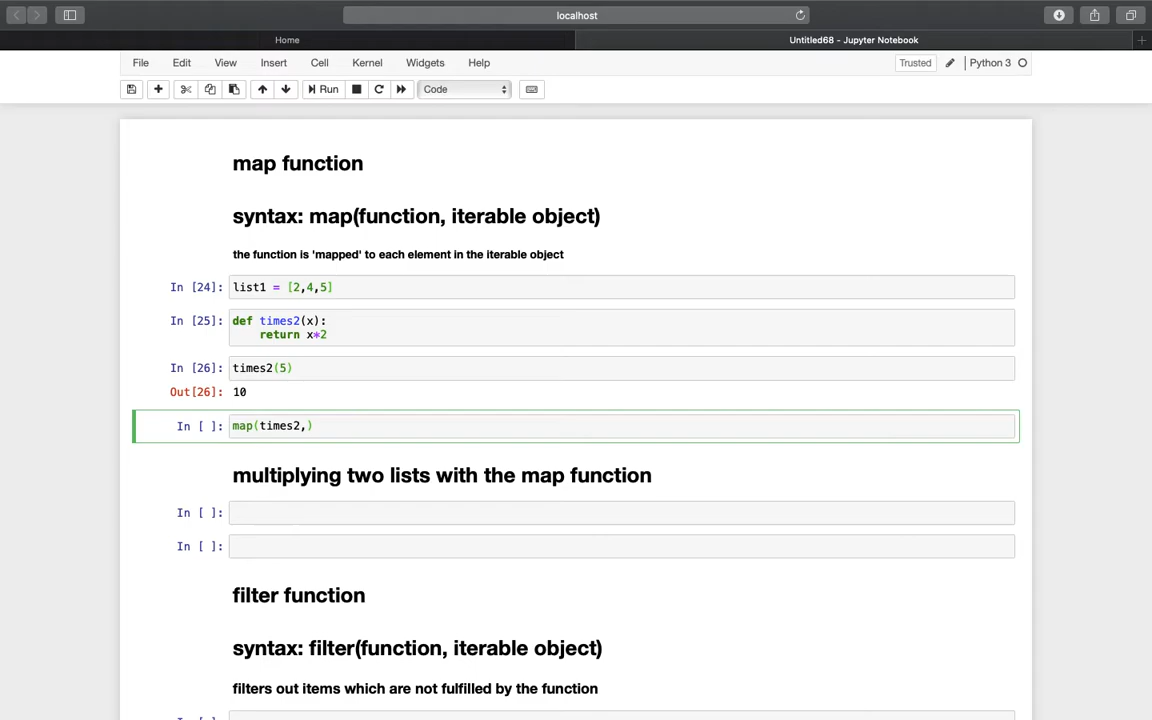 localhost
Home
Untitled68 - Jupyter Notebook
File Edit View Insert Cell Kernel Widgets Help
Trusted Python 3
Run Code
map function
syntax: map(function, iterable object)
the function is 'mapped' to each element in the iterable object
In [24]: list1 = [2,4,5]
In [25]: def times2(x):
return x*2
In [26]: times2(5)
Out[26]: 10
In [ ]: map(times2,)
multiplying two lists with the map function
In [ ]:
In [ ]:
filter function
syntax: filter(function, iterable object)
filters out items which are not fulfilled by the function